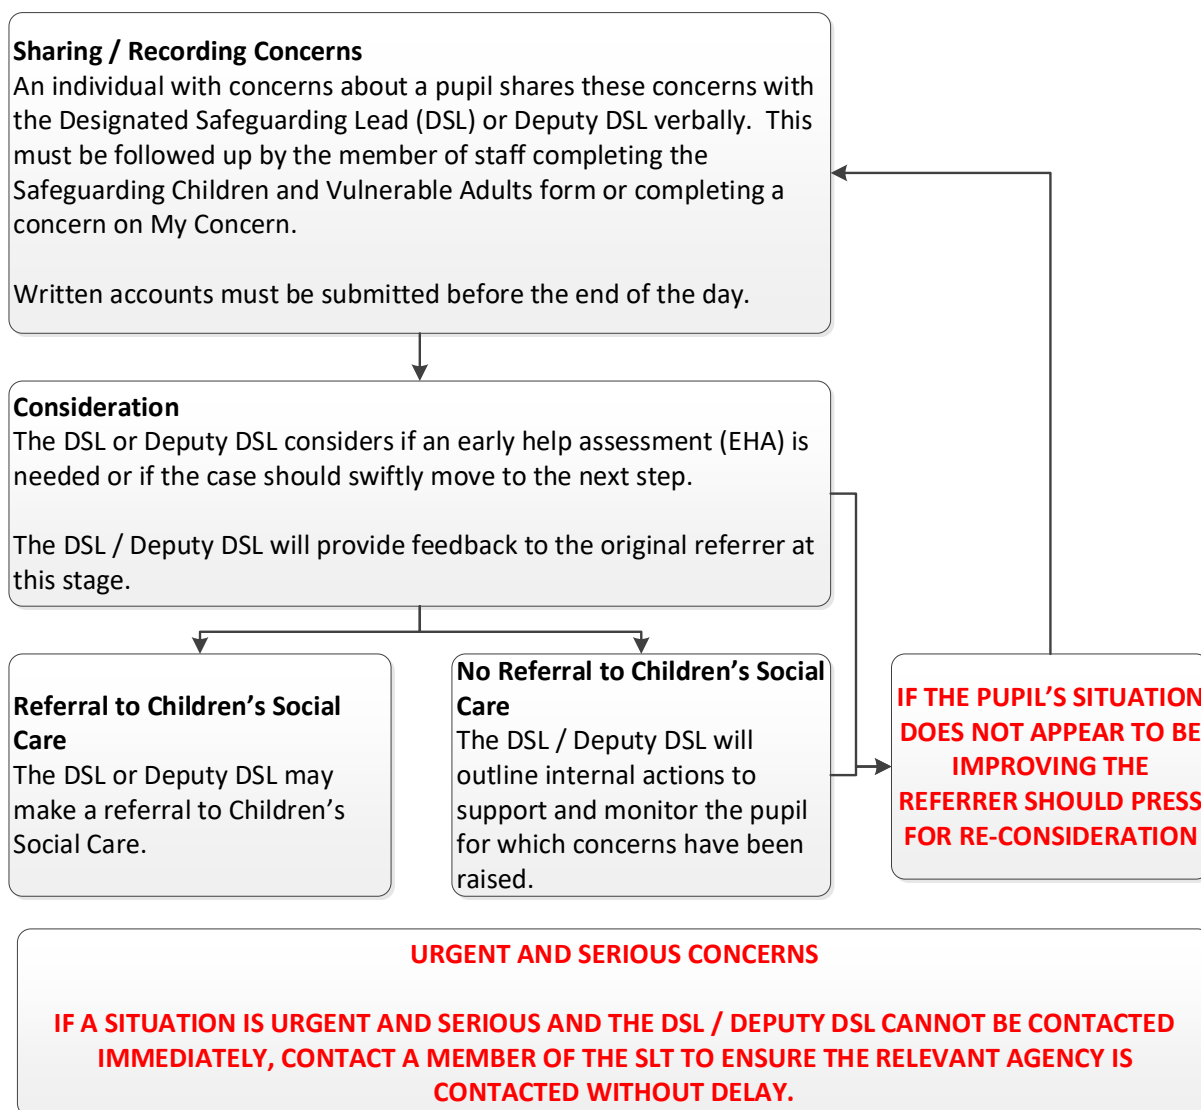 Sharing / Recording Concerns
An individual with concerns about a pupil shares these concerns with
the Designated Safeguarding Lead (DSL) or Deputy DSL verbally.  This
must be followed up by the member of staff completing the
Safeguarding Children and Vulnerable Adults form or completing a
concern on My Concern.
Written accounts must be submitted before the end of the day.
Consideration
The DSL or Deputy DSL considers if an early help assessment (EHA) is
needed or if the case should swiftly move to the next step.
The DSL / Deputy DSL will provide feedback to the original referrer at
this stage.
Referral to Children’s Social
Care
The DSL or Deputy DSL may
make a referral to Children’s
Social Care.
No Referral to Children’s Social
Care
The DSL / Deputy DSL will
outline internal actions to
support and monitor the pupil
for which concerns have been
raised.
IF THE PUPIL’S SITUATION
DOES NOT APPEAR TO BE
IMPROVING THE
REFERRER SHOULD PRESS
FOR RE-CONSIDERATION
URGENT AND SERIOUS CONCERNS
IF A SITUATION IS URGENT AND SERIOUS AND THE DSL / DEPUTY DSL CANNOT BE CONTACTED
IMMEDIATELY, CONTACT A MEMBER OF THE SLT TO ENSURE THE RELEVANT AGENCY IS
CONTACTED WITHOUT DELAY.